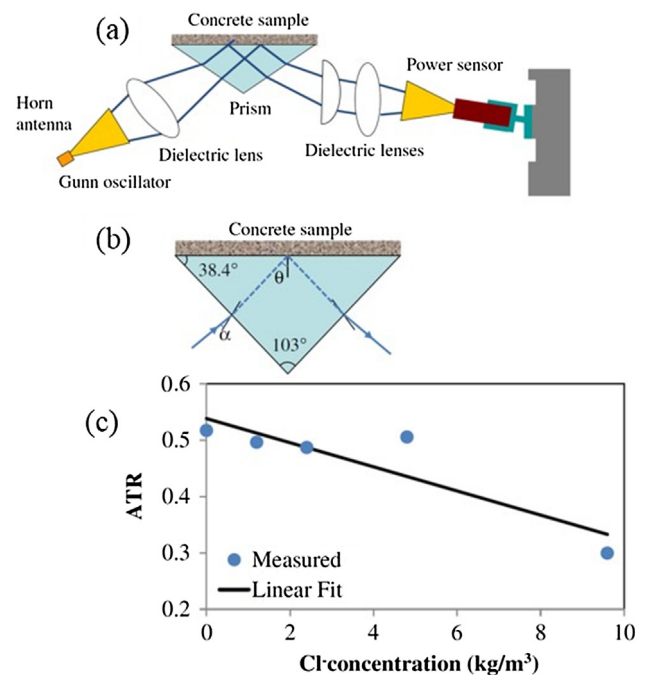 (a)
Concrete sample
Power sensor
Horn
antenna
Prism
Dielectric lens
Dielectric lenses
Gunn oscillator
(b)
Concrete sample
38.4°
θ
α
103°
(c)
0.6
0.5
0.4
0.3
0.2
ATR
Measured
Linear Fit
0 2 4 6 8 10
Cl-concentration (kg/m³)